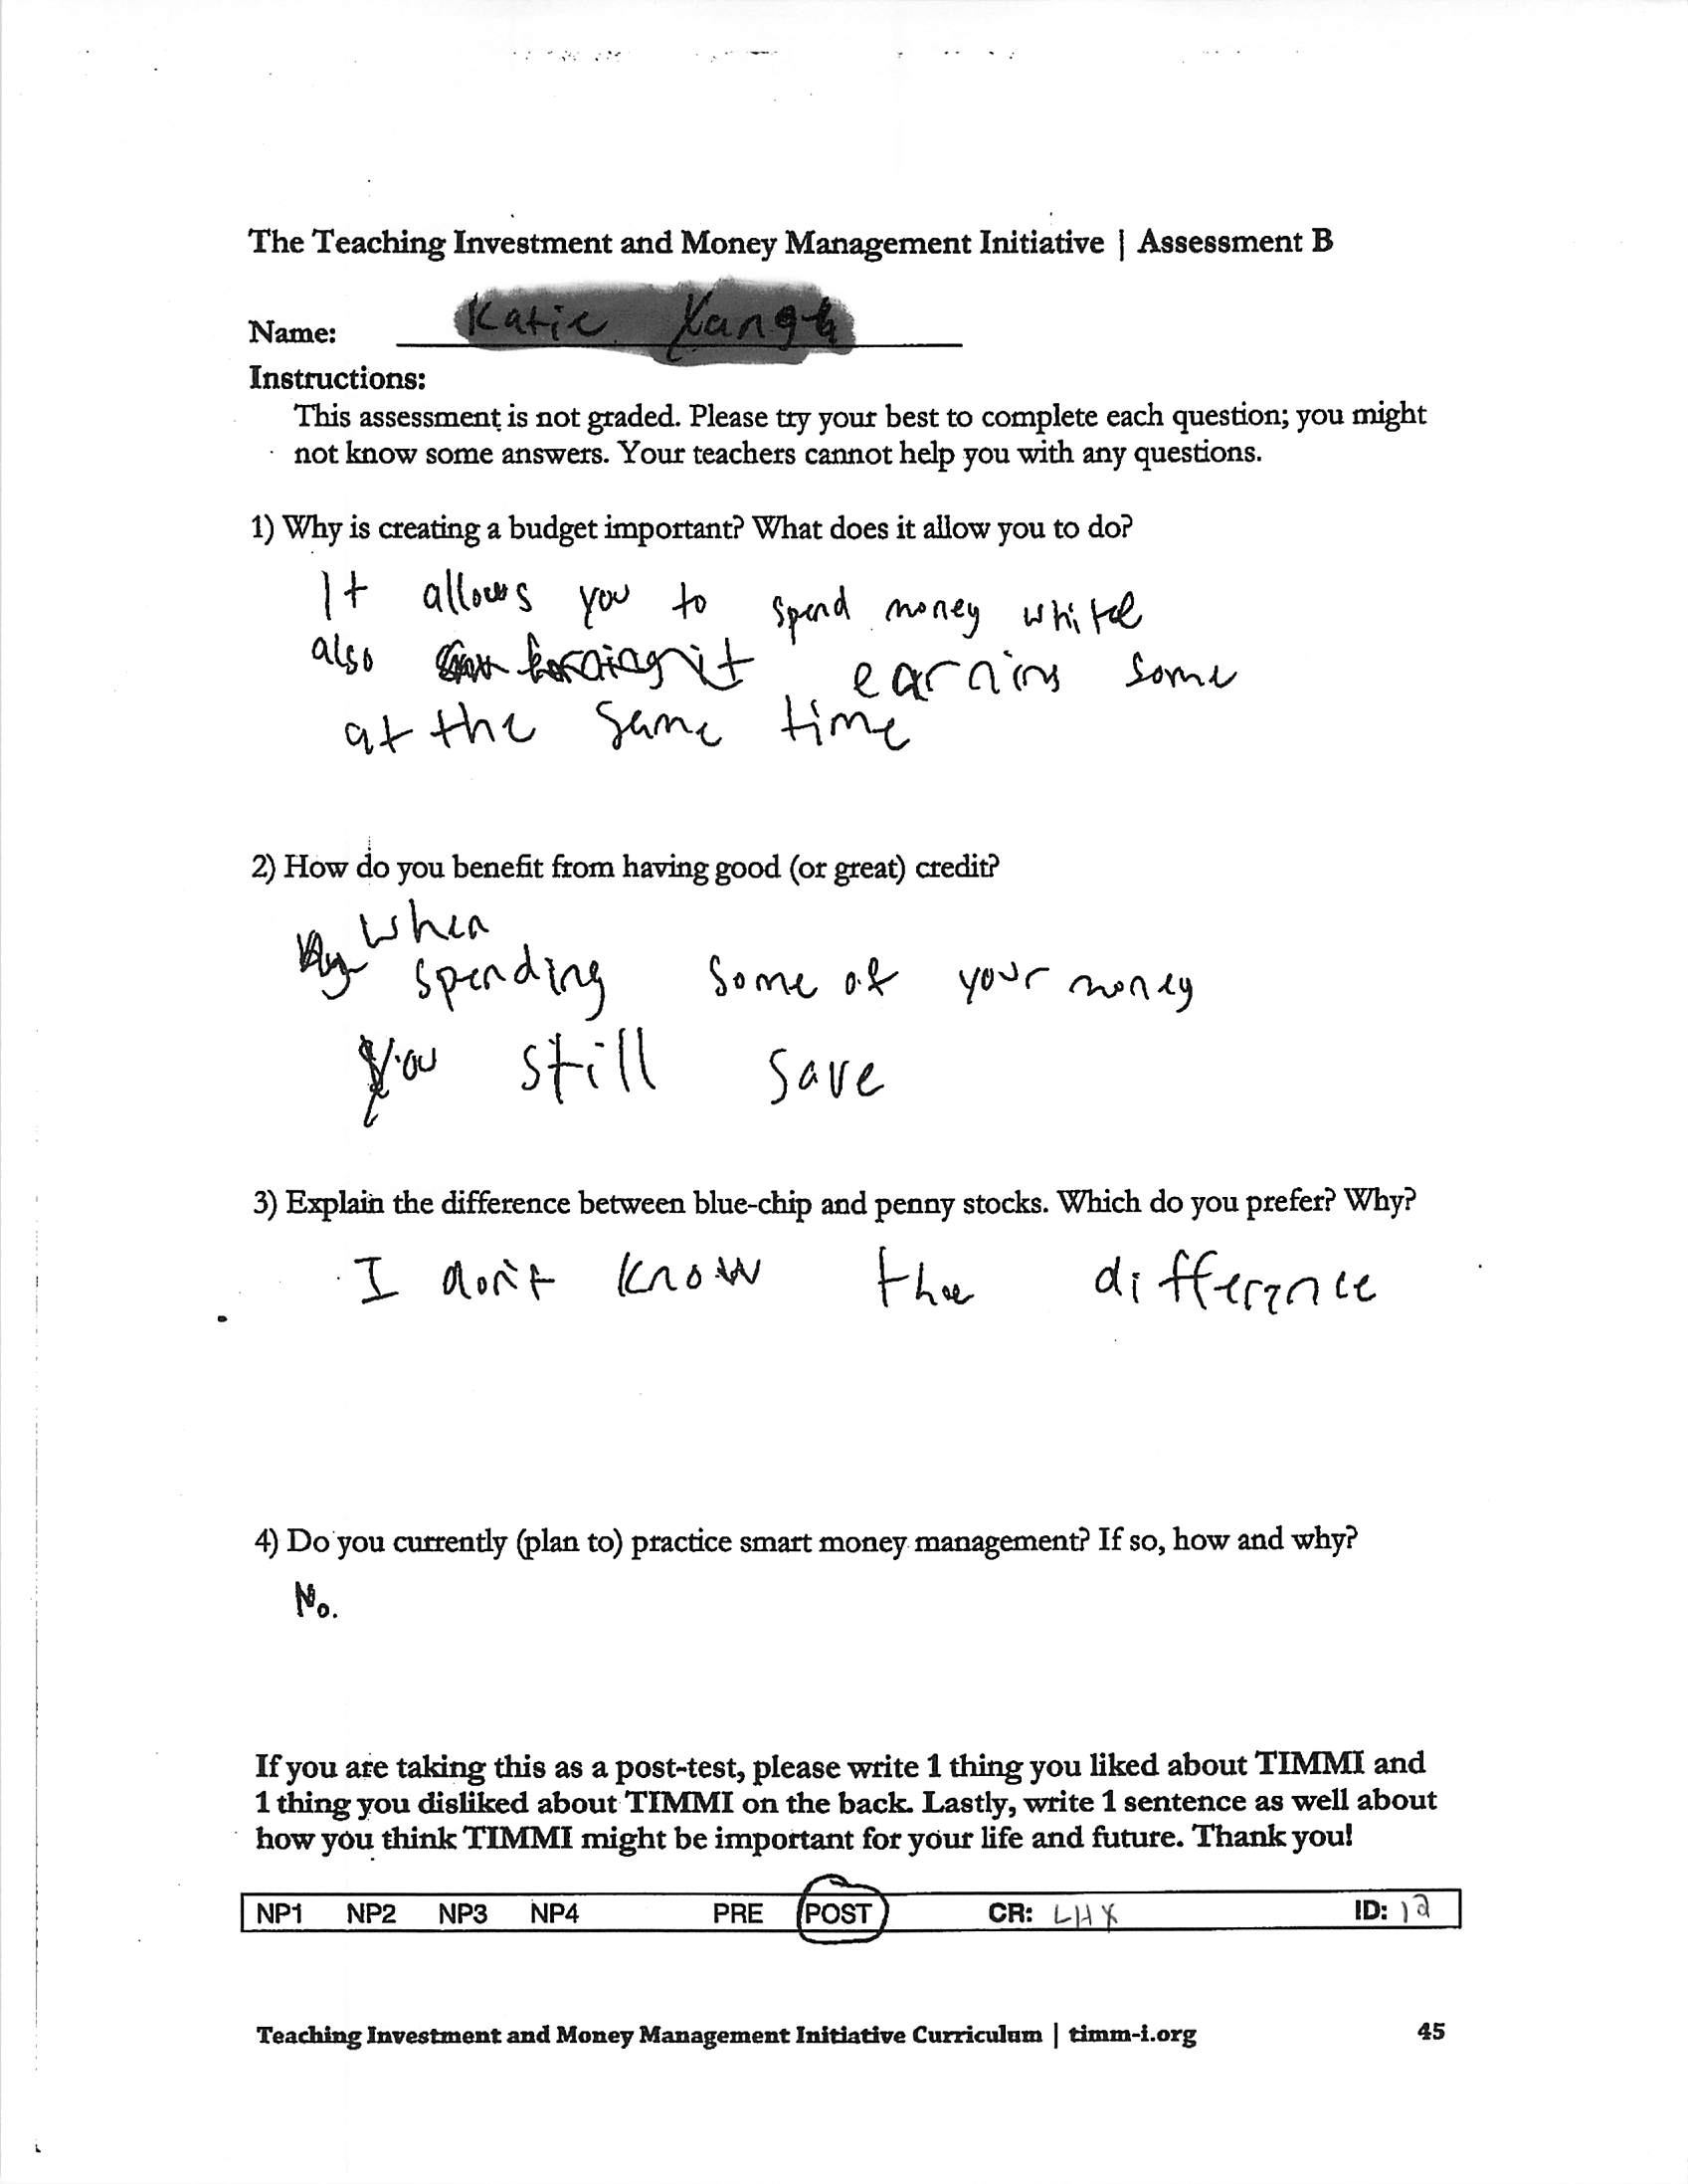 The Teaching Investment and Money Management Initiative | Assessment B
Name:
Instructions:
This assessment is not graded. Please try your best to complete each question; you might
not know some answers. Your teachers cannot help you with any questions.
1) Why is creating a budget important? What does it allow you to do?
It allows you to spend money
also earning some
at the same time
2) How do you benefit from having good (or great) credit?
When
spending some of your money
you still save
3) Explain the difference between blue-chip and penny stocks. Which do you prefer? Why?
I don't know the difference
4) Do you currently (plan to) practice smart money management? If so, how and why?
No.
If you are taking this as a post-test, please write 1 thing you liked about TIMMI and
1 thing you disliked about TIMMI on the back. Lastly, write 1 sentence as well about
how you think TIMMI might be important for your life and future. Thank you!
NP1 NP2 NP3 NP4 PRE POST CR: LHX ID: 12
Teaching Investment and Money Management Initiative Curriculum | timm-i.org 45